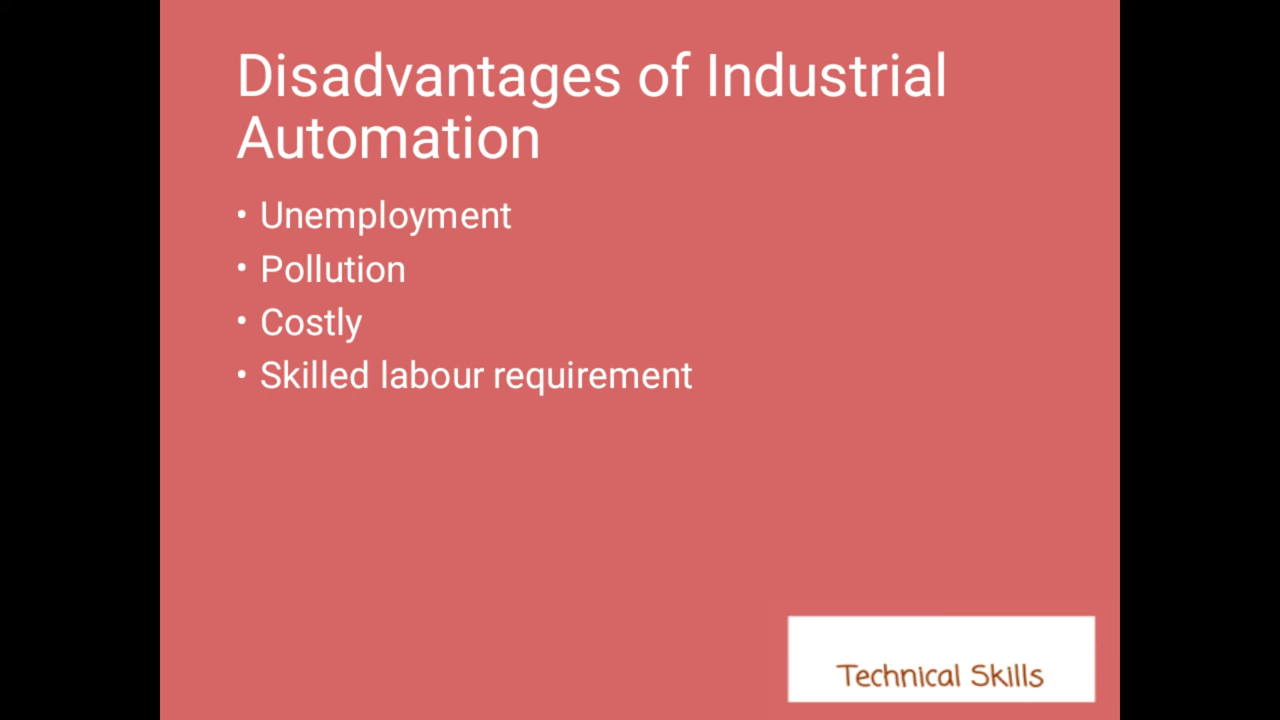 Disadvantages of Industrial
Automation
• Unemployment
• Pollution
• Costly
• Skilled labour requirement
Technical Skills